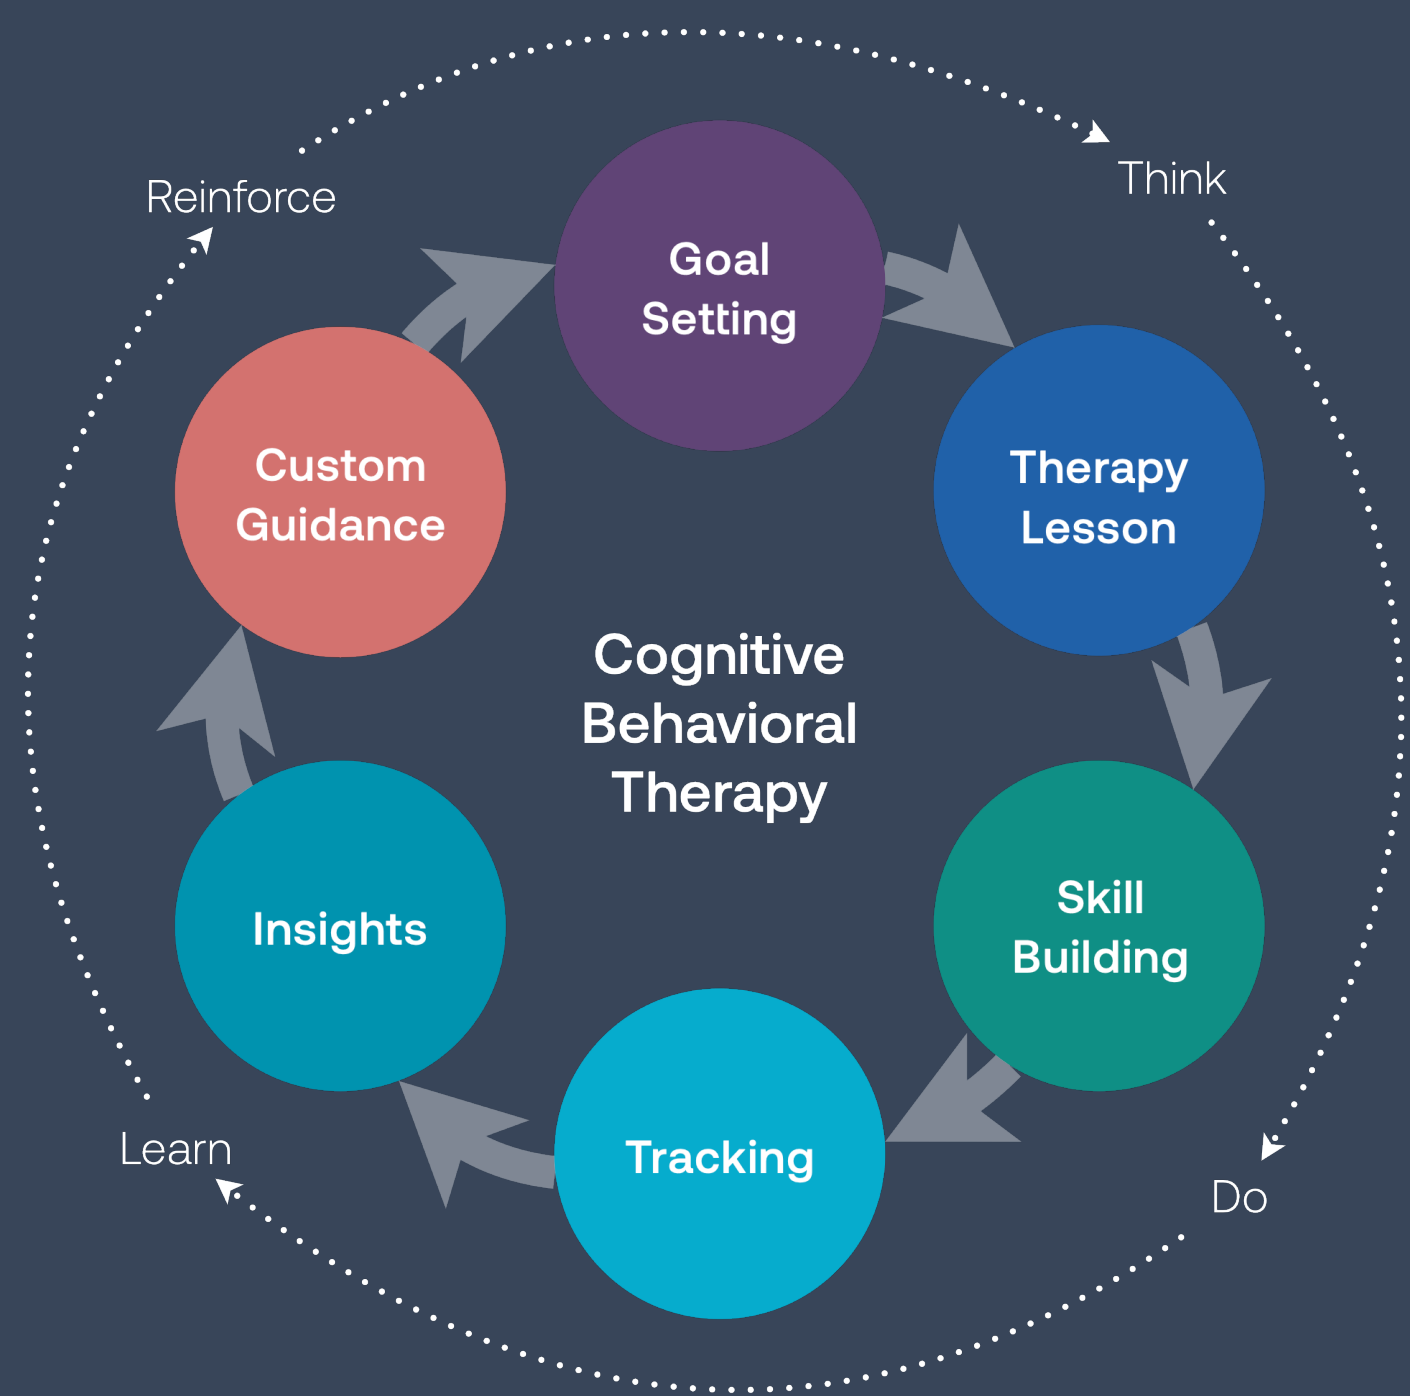 Reinforce
Think
Goal
Setting
Therapy
Lesson
Skill
Building
Do
Tracking
Learn
Insights
Custom
Guidance
Cognitive
Behavioral
Therapy